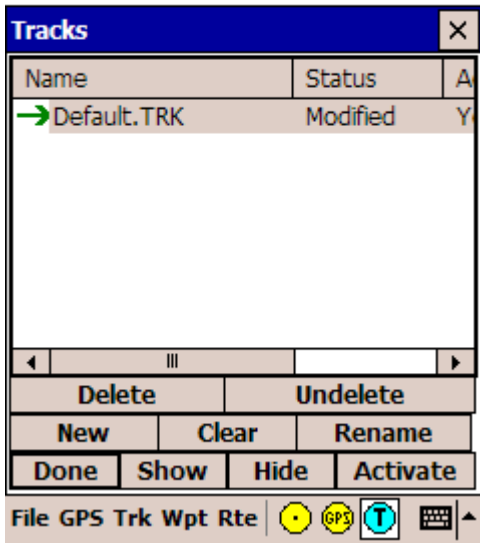 Tracks
Name Status A
Default.TRK Modified Y
Delete Undelete
New Clear Rename
Done Show Hide Activate
File GPS Trk Wpt Rte GPS T